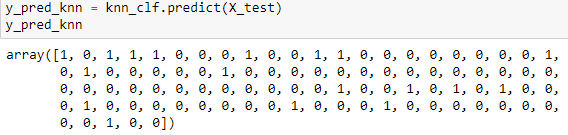 y_pred_knn = knn_clf.predict(X_test)
y_pred_knn
array([1, 0, 1, 1, 1, 0, 0, 0, 1, 0, 0, 1, 1, 0, 0, 0, 0, 0, 0, 0, 0, 1,
0, 1, 0, 0, 0, 0, 0, 1, 0, 0, 0, 0, 0, 0, 0, 0, 0, 0, 0, 0, 0, 0,
0, 0, 0, 0, 0, 0, 0, 0, 0, 0, 0, 1, 0, 0, 1, 0, 1, 0, 1, 0, 0,
0, 1, 0, 0, 0, 0, 0, 0, 0, 0, 1, 0, 0, 0, 1, 0, 0, 0, 0, 0, 0, 0,
0, 0, 1, 0, 0])